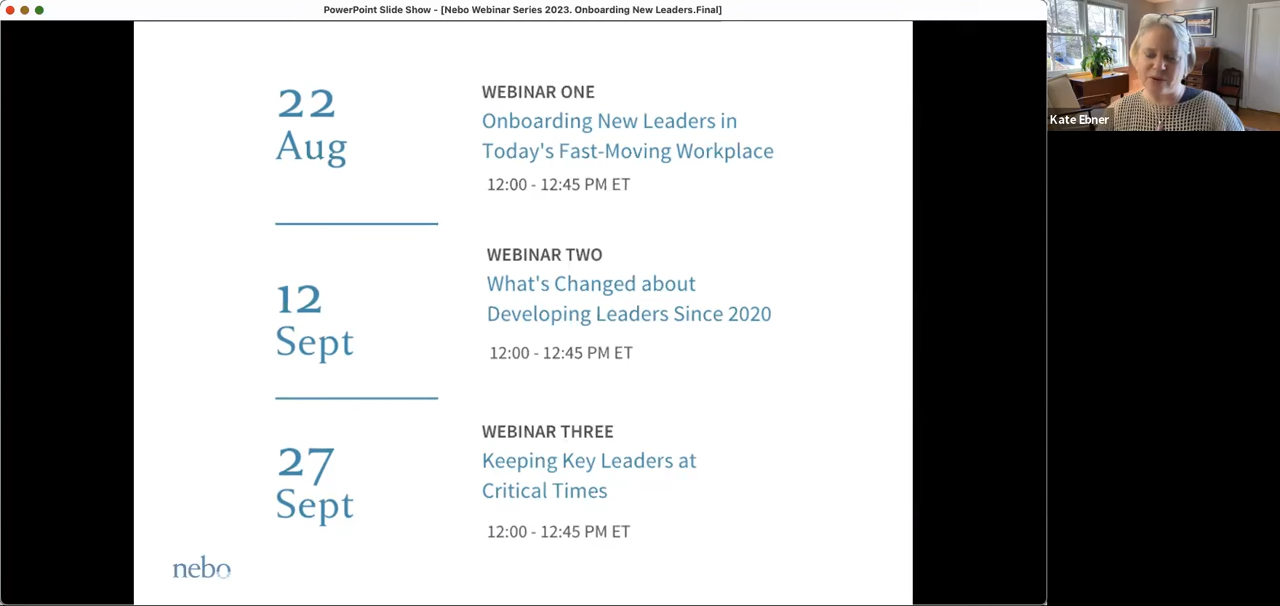 PowerPoint Slide Show - [Nebo Webinar Series 2023. Onboarding New Leaders.Final]
Kate Ebner
22
Aug
WEBINAR ONE
Onboarding New Leaders in
Today's Fast-Moving Workplace
12:00 - 12:45 PM ET
12
Sept
WEBINAR TWO
What's Changed about
Developing Leaders Since 2020
12:00 - 12:45 PM ET
27
Sept
WEBINAR THREE
Keeping Key Leaders at
Critical Times
12:00 - 12:45 PM ET
nebo